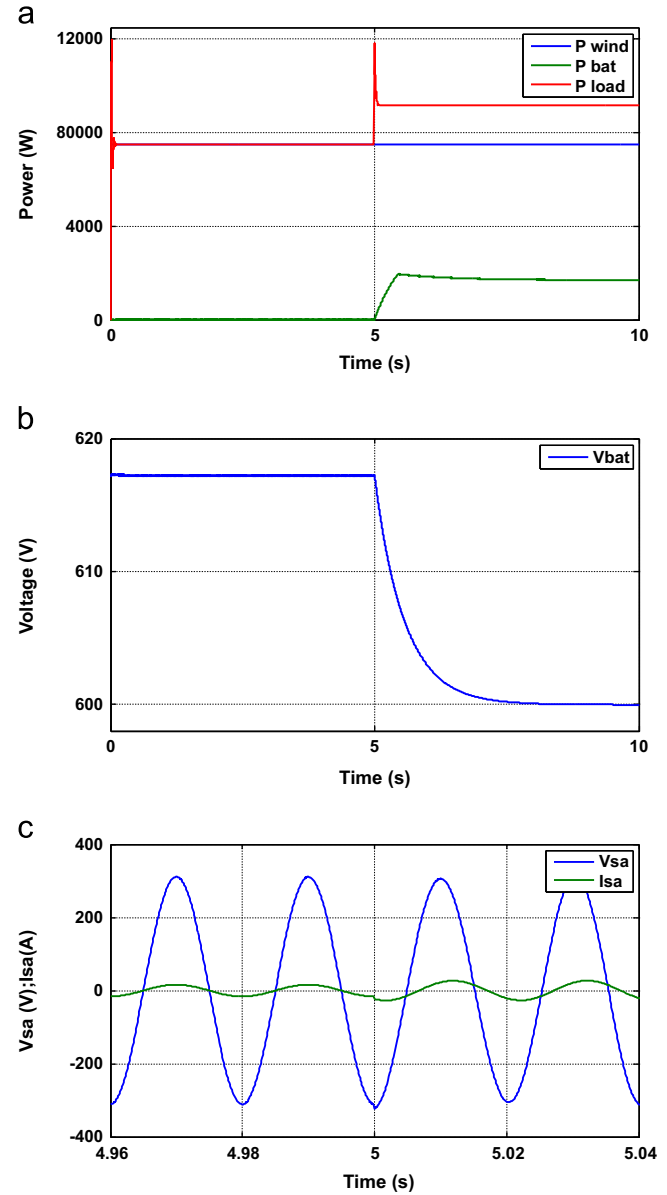 a
12000
P wind
P bat
P load
80000
4000
0
Power (W)
0
5
10
Time (s)
b
620
Vbat
610
600
Voltage (V)
0
5
10
Time (s)
c
400
Vsa
Isa
200
0
-200
-400
Vsa (V);Isa(A)
4.96
4.98
5
5.02
5.04
Time (s)